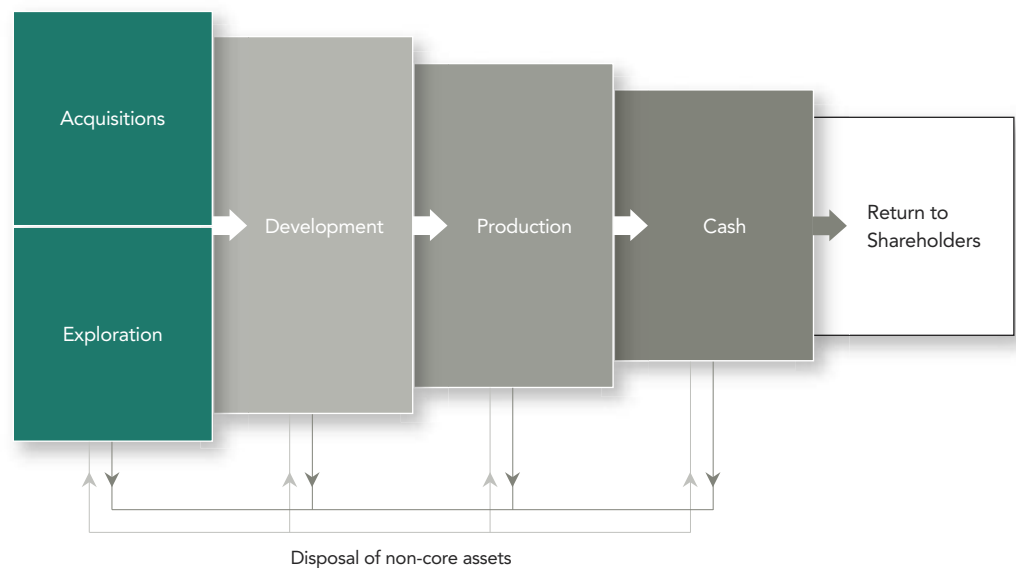 Acquisitions
Exploration
Development
Production
Cash
Return to
Shareholders
Disposal of non-core assets